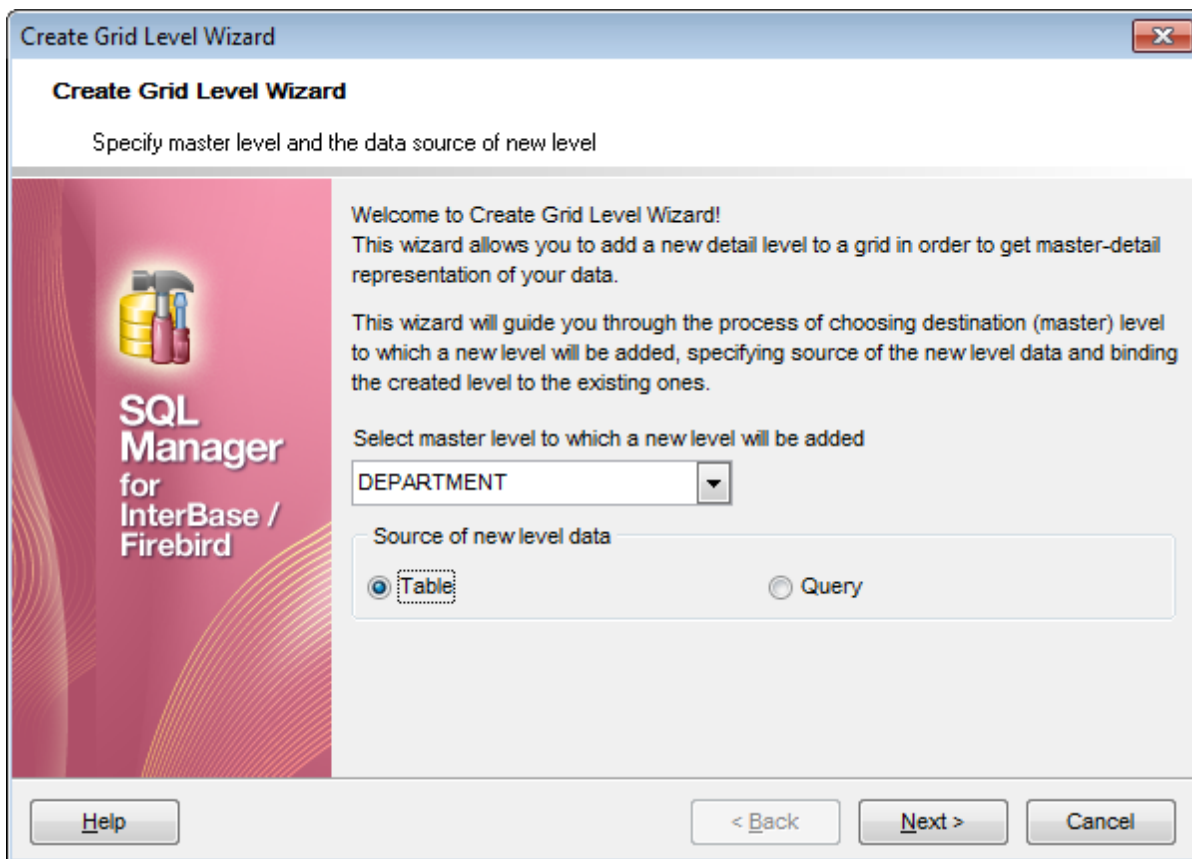 Create Grid Level Wizard
Create Grid Level Wizard
Specify master level and the data source of new level
Welcome to Create Grid Level Wizard!
This wizard allows you to add a new detail level to a grid in order to get master-detail
representation of your data.
This wizard will guide you through the process of choosing destination (master) level
to which a new level will be added, specifying source of the new level data and binding
the created level to the existing ones.
SQL
Manager
for
InterBase /
Firebird
Select master level to which a new level will be added
DEPARTMENT
Source of new level data
Table Query
Help < Back Next > Cancel